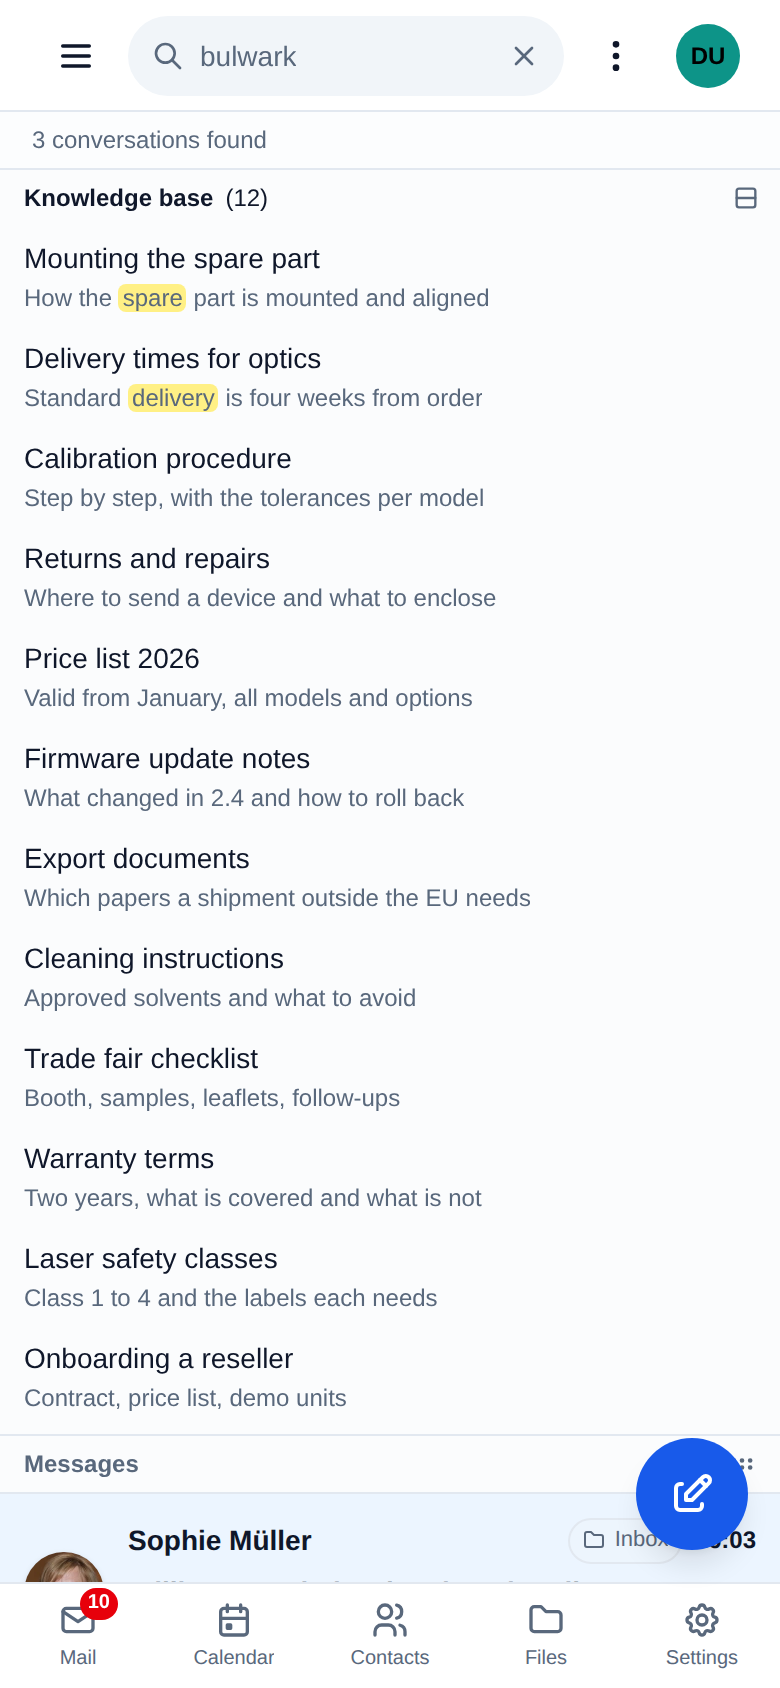 bulwark
DU
3 conversations found
Knowledge base (12)
Mounting the spare part
How the spare part is mounted and aligned
Delivery times for optics
Standard delivery is four weeks from order
Calibration procedure
Step by step, with the tolerances per model
Returns and repairs
Where to send a device and what to enclose
Price list 2026
Valid from January, all models and options
Firmware update notes
What changed in 2.4 and how to roll back
Export documents
Which papers a shipment outside the EU needs
Cleaning instructions
Approved solvents and what to avoid
Trade fair checklist
Booth, samples, leaflets, follow-ups
Warranty terms
Two years, what is covered and what is not
Laser safety classes
Class 1 to 4 and the labels each needs
Onboarding a reseller
Contract, price list, demo units
Messages
Sophie Müller Inbox :03
10
Mail Calendar Contacts Files Settings